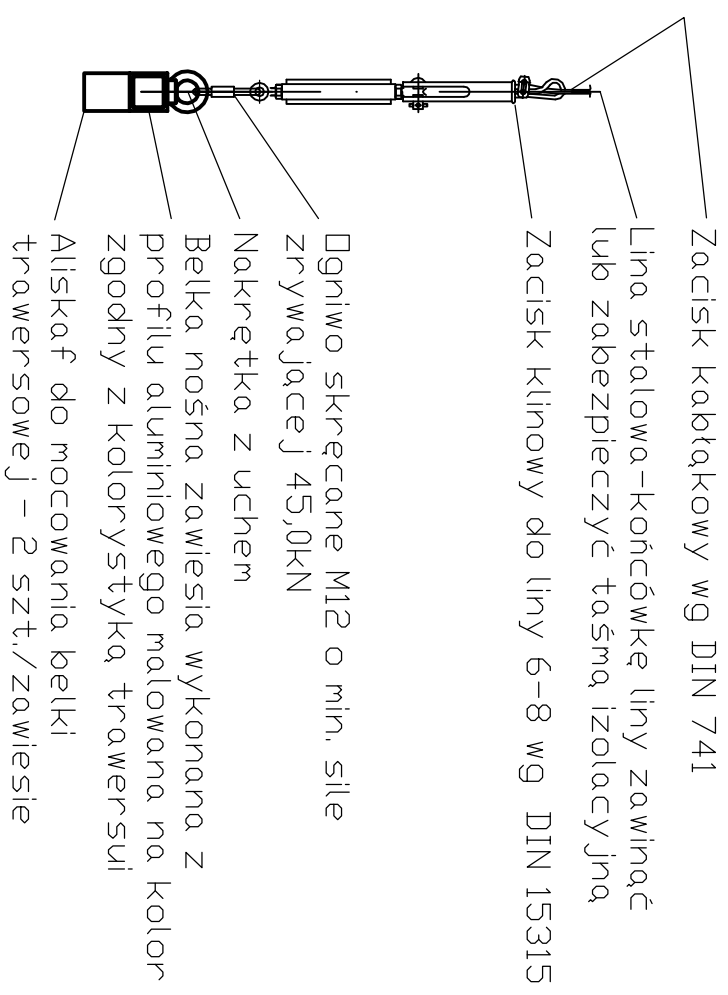 Zacisk kabłąkowy wg DIN 741
Lina stalowa-końcówkę liny zawinąć
lub zabezpieczyć taśmą izolacyjną
Zacisk klinowy do liny 6-8 wg DIN 15315
Ogniwo skręcane M12 o min. sile
zrywającej 45,0kN
Nakrętka z uchem
Belka nośna zawiesia wykonana z
profilu aluminiowego malowana na kolor
zgodny z kolorystyką trawersui
Aliskaf do mocowania belki
trawersowej - 2 szt./zawiesie